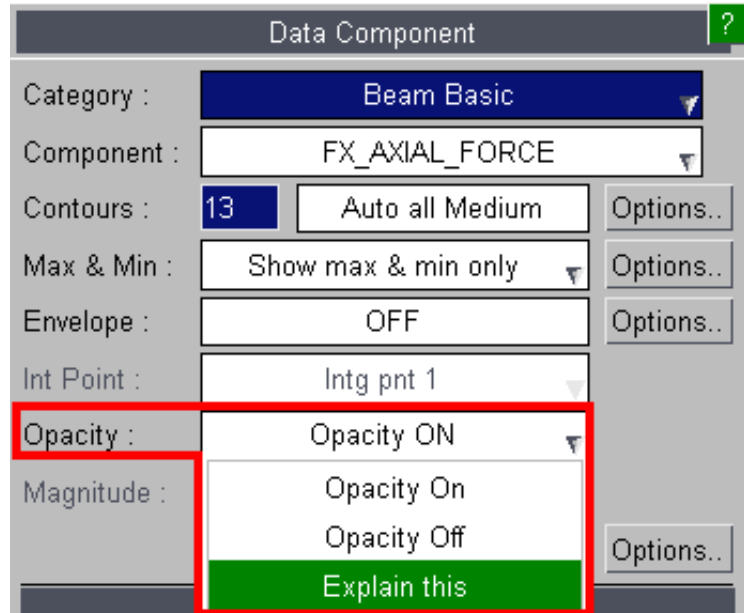 Data Component ?
Category : Beam Basic
Component : FX_AXIAL_FORCE
Contours : 13 Auto all Medium Options..
Max & Min : Show max & min only Options..
Envelope : OFF Options..
Int Point : Intg pnt 1
Opacity : Opacity ON
Opacity On
Magnitude :
Opacity Off
Options..
Explain this